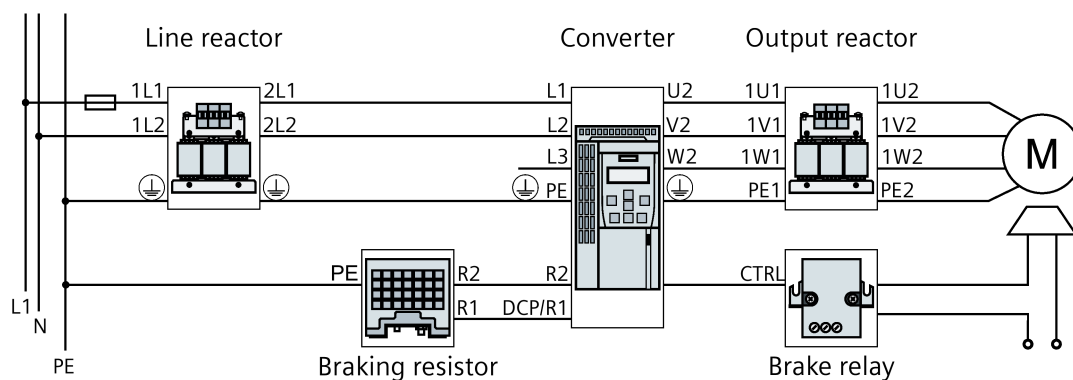 Line reactor Converter Output reactor
1L1 2L1 L1 U2 1U1 1U2
1L2 2L2 L2 V2 1V1 1V2
L3 W2 1W1 1W2
M
PE PE1 PE2
PE R2 R2 CTRL
R1 DCP/R1
L1
N
PE Braking resistor Brake relay